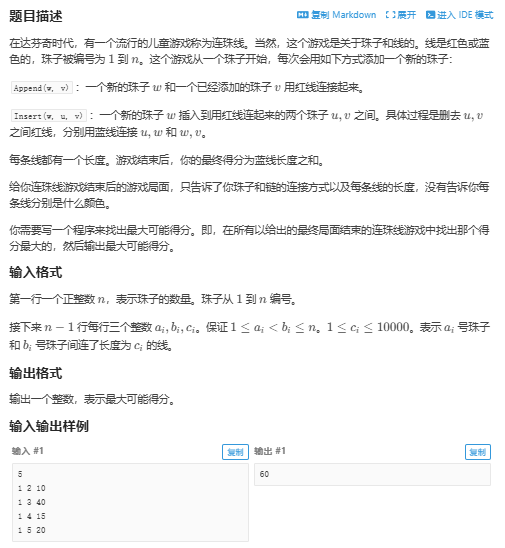 题目描述
复制 Markdown 展开 进入 IDE 模式
在达芬奇时代，有一个流行的儿童游戏称为连珠线。当然，这个游戏是关于珠子和线的。线是红色或蓝
色的，珠子被编号为 1 到 n。这个游戏从一个珠子开始，每次会用如下方式添加一个新的珠子：
Append(w, v)：一个新的珠子 w 和一个已经添加的珠子 v 用红线连接起来。
Insert(w, u, v)：一个新的珠子 w 插入到用红线连起来的两个珠子 u, v 之间。具体过程是删去 u, v
之间红线，分别用蓝线连接 u, w 和 w, v。
每条线都有一个长度。游戏结束后，你的最终得分为蓝线长度之和。
给你连珠线游戏结束后的游戏局面，只告诉了你珠子和链的连接方式以及每条线的长度，没有告诉你每
条线分别是什么颜色。
你需要写一个程序来找出最大可能得分。即，在所有以给出的最终局面结束的连珠线游戏中找出那个得
分最大的，然后输出最大可能得分。
输入格式
第一行一个正整数 n，表示珠子的数量。珠子从 1 到 n 编号。
接下来 n − 1 行每行三个整数 a_i, b_i, c_i。保证 1 ≤ a_i < b_i ≤ n。1 ≤ c_i ≤ 10000。表示 a_i 号珠子
和 b_i 号珠子间连了长度为 c_i 的线。
输出格式
输出一个整数，表示最大可能得分。
输入输出样例
输入 #1 复制 输出 #1 复制
5 60
1 2 10
1 3 40
1 4 15
1 5 20